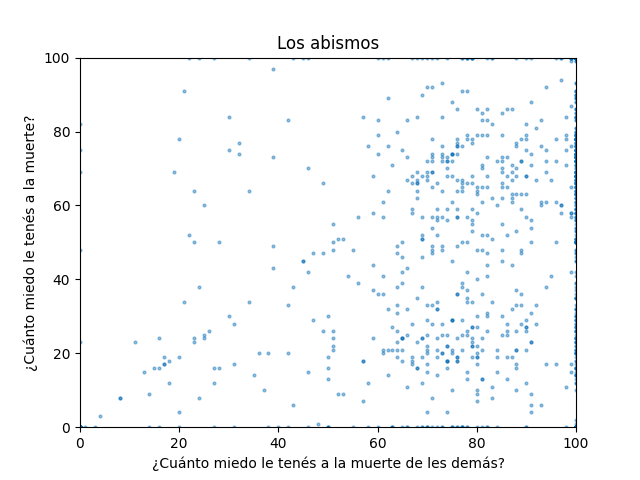 Los abismos
¿Cuánto miedo le tenés a la muerte?
100
80
60
40
20
0
0 20 40 60 80 100
¿Cuánto miedo le tenés a la muerte de les demás?